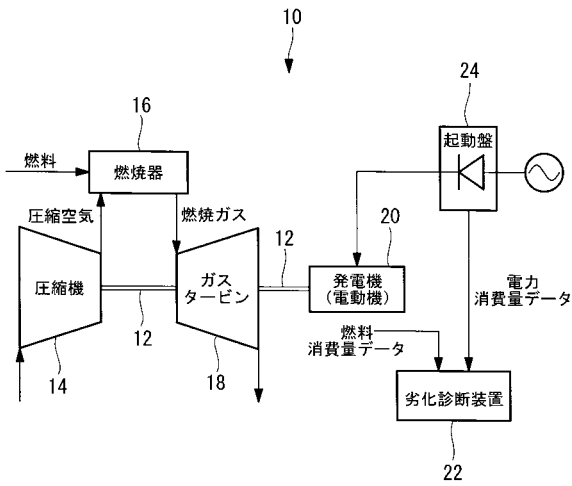 10
24
16
起動盤
燃料
燃焼器
圧縮空気
燃焼ガス
20
12
ガス
タービン
発電機
(電動機)
圧縮機
電力
消費量データ
12
燃料
消費量データ
14
18
劣化診断装置
22